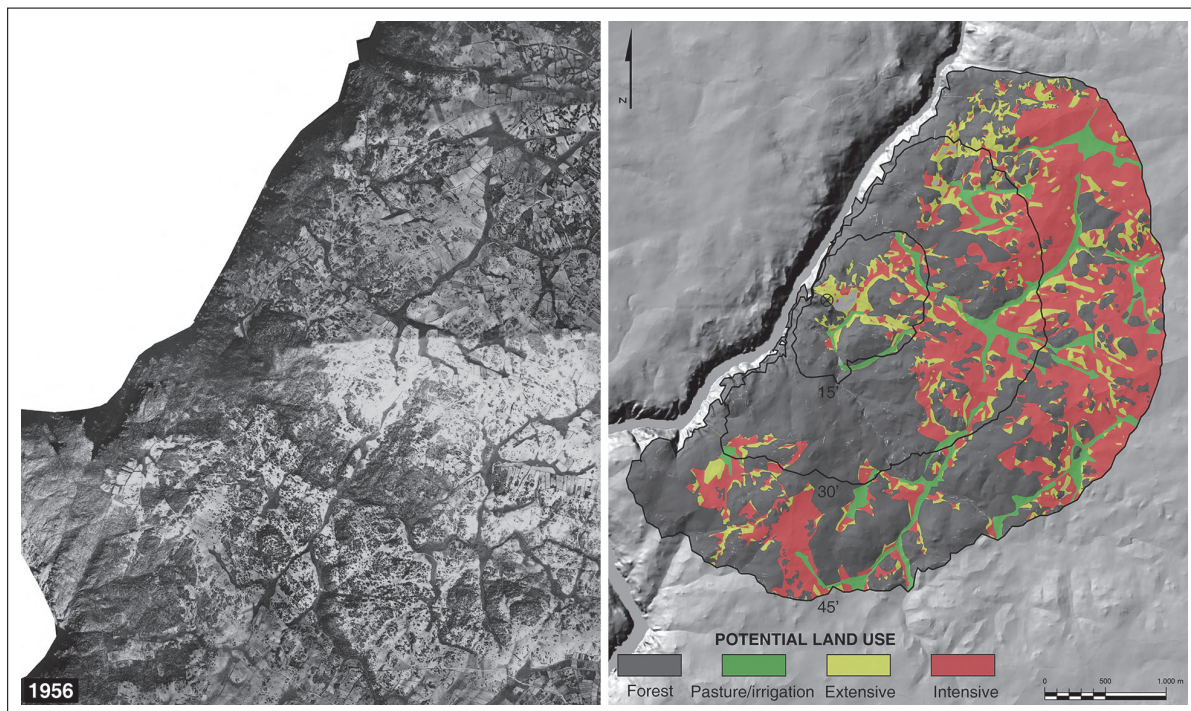 1956
N
15'
30'
45'
POTENTIAL LAND USE
Forest
Pasture/irrigation
Extensive
Intensive
0 500 1.000 m